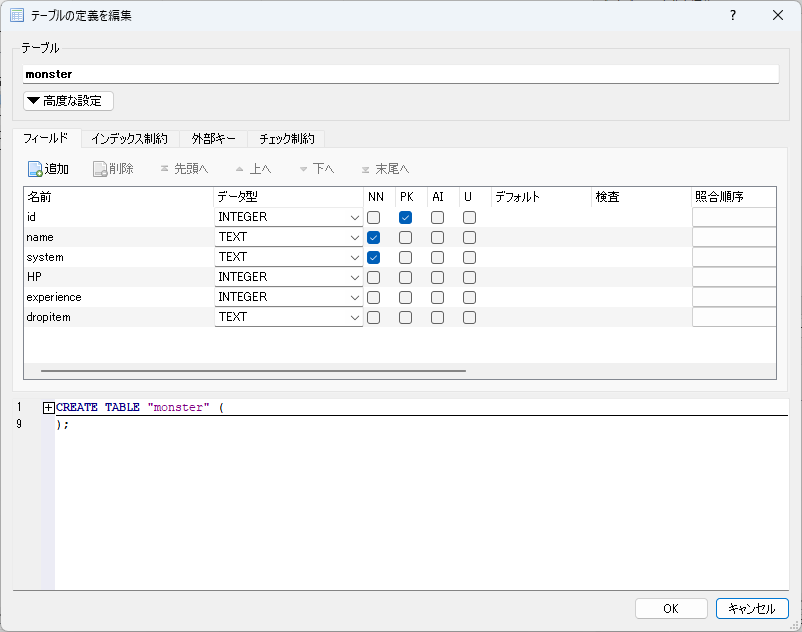 テーブルの定義を編集 ?
テーブル
monster
▼高度な設定
フィールド インデックス制約 外部キー チェック制約
追加 削除 先頭へ 上へ 下へ 末尾へ
名前 データ型 NN PK AI U デフォルト 検査 照合順序
id INTEGER
name TEXT
system TEXT
HP INTEGER
experience INTEGER
dropitem TEXT
1 CREATE TABLE "monster" (
9 );
OK キャンセル